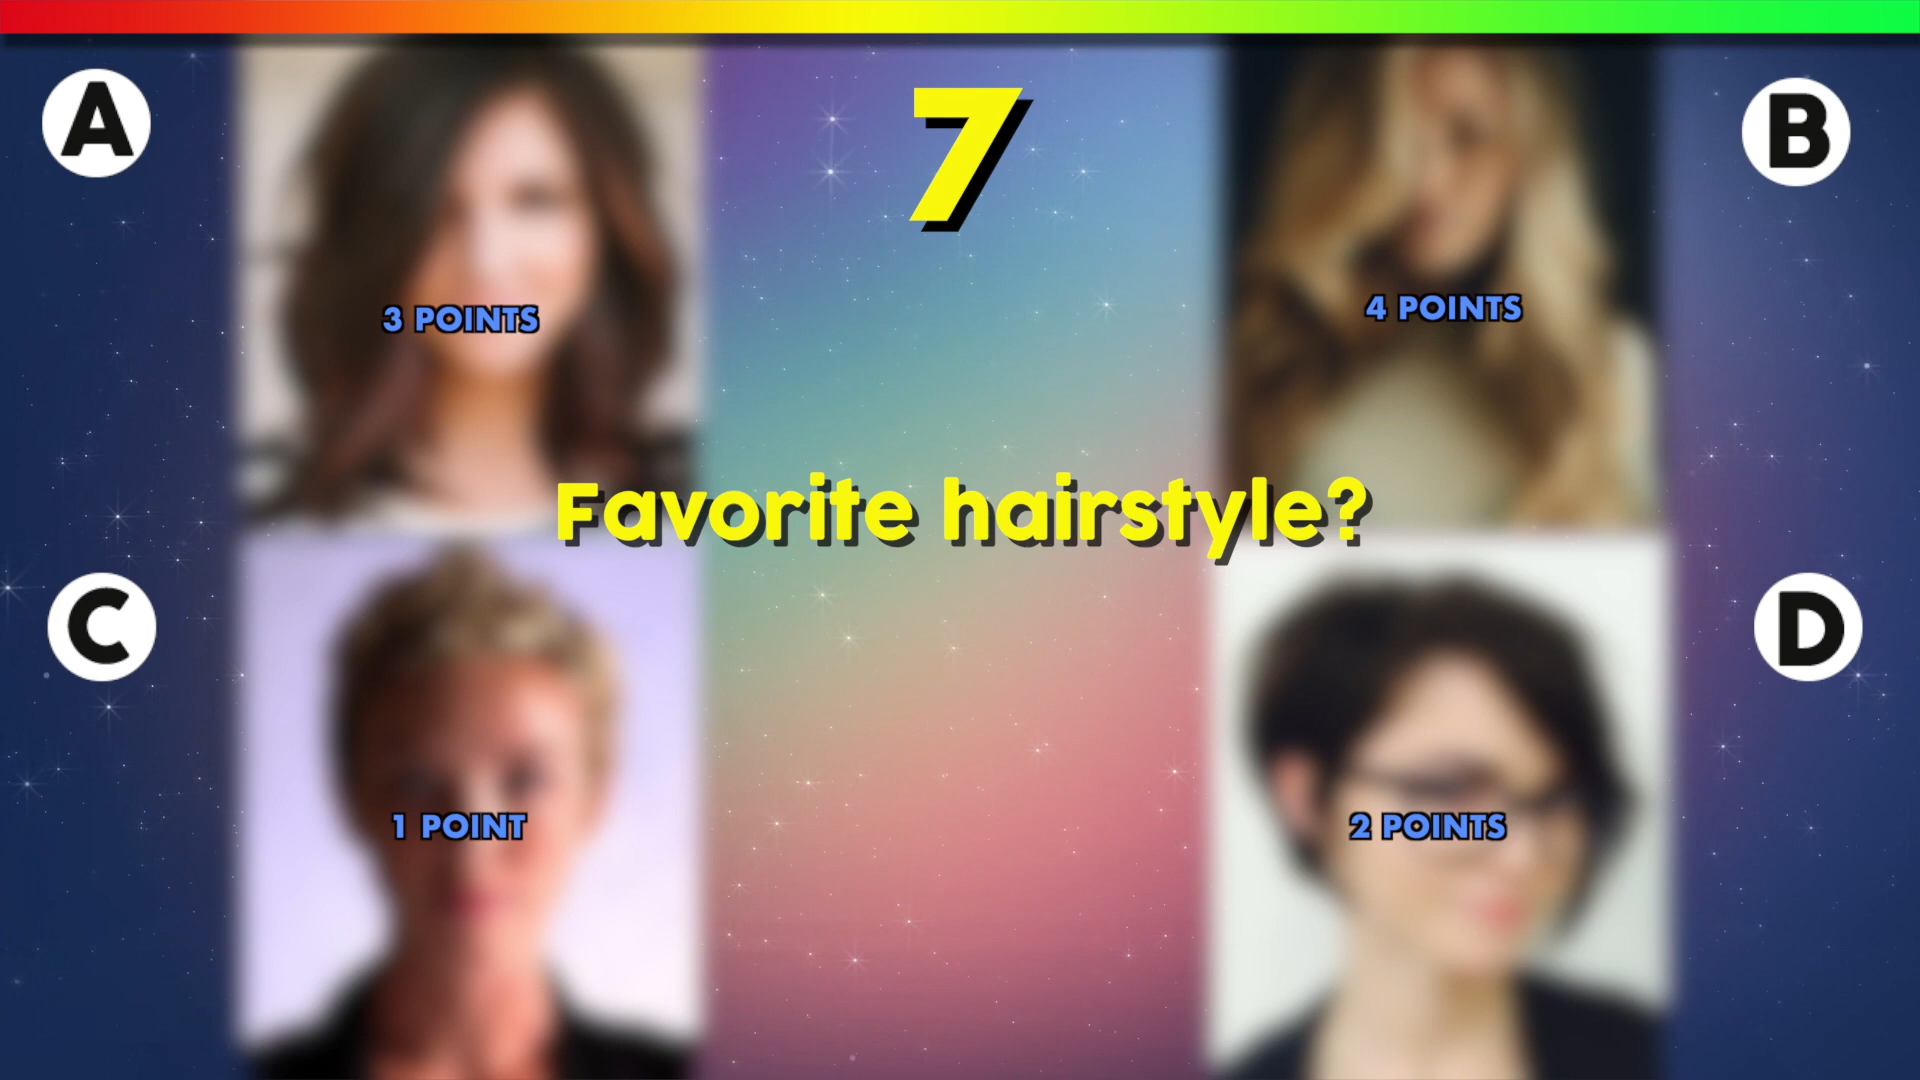 A
7
B
3 POINTS
4 POINTS
Favorite hairstyle?
C
D
1 POINT
2 POINTS